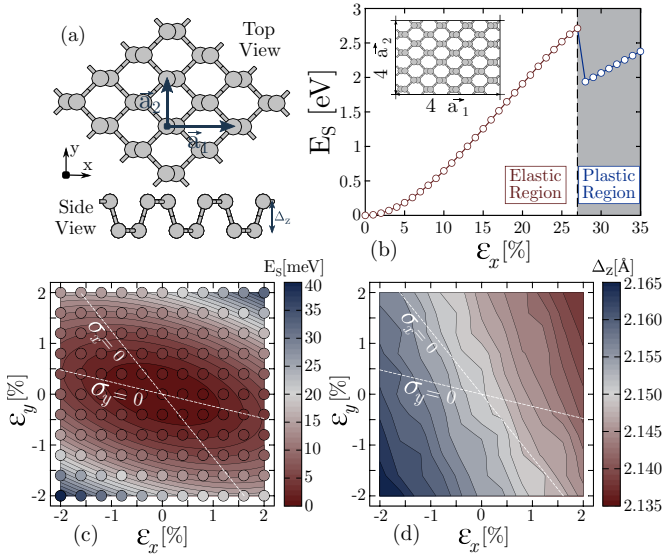 (a)
Top
View
a⃗2
a⃗1
y
x
Side
View
Δz
3
2.5
2
1.5
1
0.5
0
Es [eV]
4 a⃗2
4 a⃗1
Elastic
Region
Plastic
Region
0 5 10 15 20 25 30 35
(b)
εx[%]
Es[meV]
2
1
0
-1
-2
εy[%]
σx=0
σy=0
40
35
30
25
20
15
10
5
0
-2 -1 0 1 2
(c)
εx[%]
Δz[Å]
2
1
0
-1
-2
εy[%]
σx=0
σy=0
2.165
2.160
2.155
2.150
2.145
2.140
2.135
-2 -1 0 1 2
εx[%]
(d)